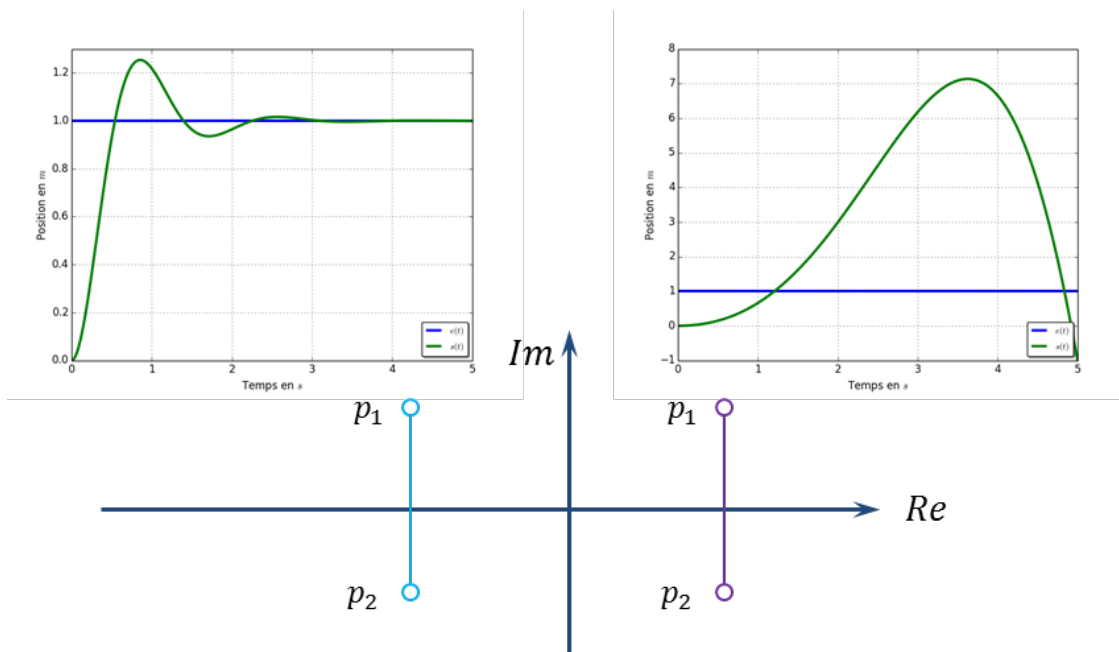 1.2
1.0
0.8
0.6
0.4
0.2
0.0
Position en m
0 1 2 3 4 5
Temps en s
e(t)
s(t)
8
7
6
5
4
3
2
1
0
−1
Position en m
0 1 2 3 4 5
Temps en s
e(t)
s(t)
Im
p₁ p₁
Re
p₂ p₂